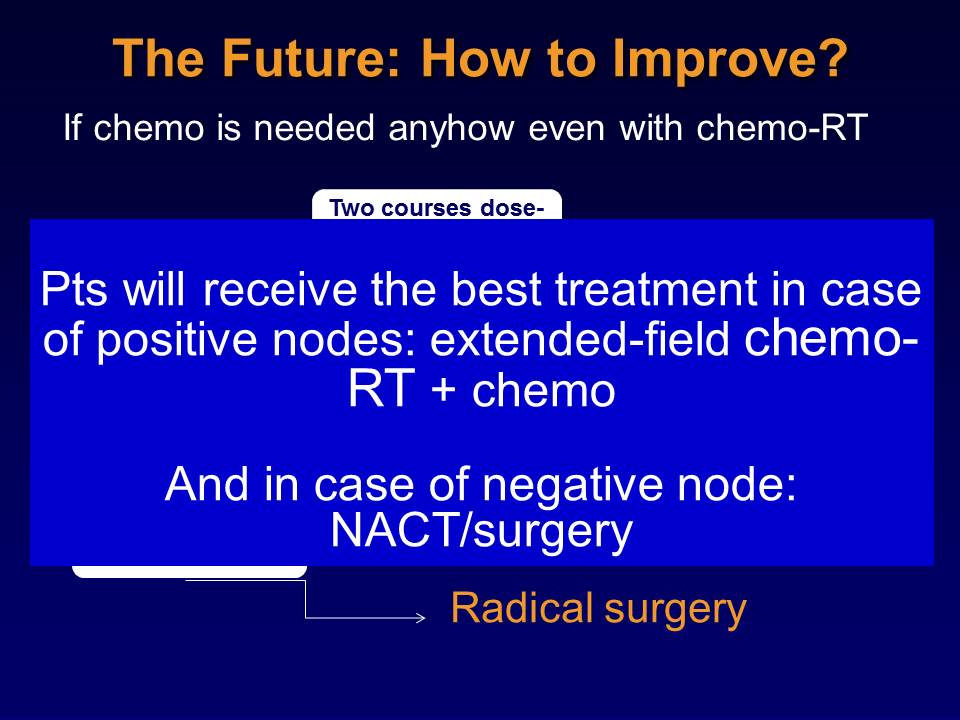 The Future: How to Improve?
If chemo is needed anyhow even with chemo-RT
Two courses dose-
Pts will receive the best treatment in case
of positive nodes: extended-field chemo-
RT + chemo
And in case of negative node:
NACT/surgery
Radical surgery